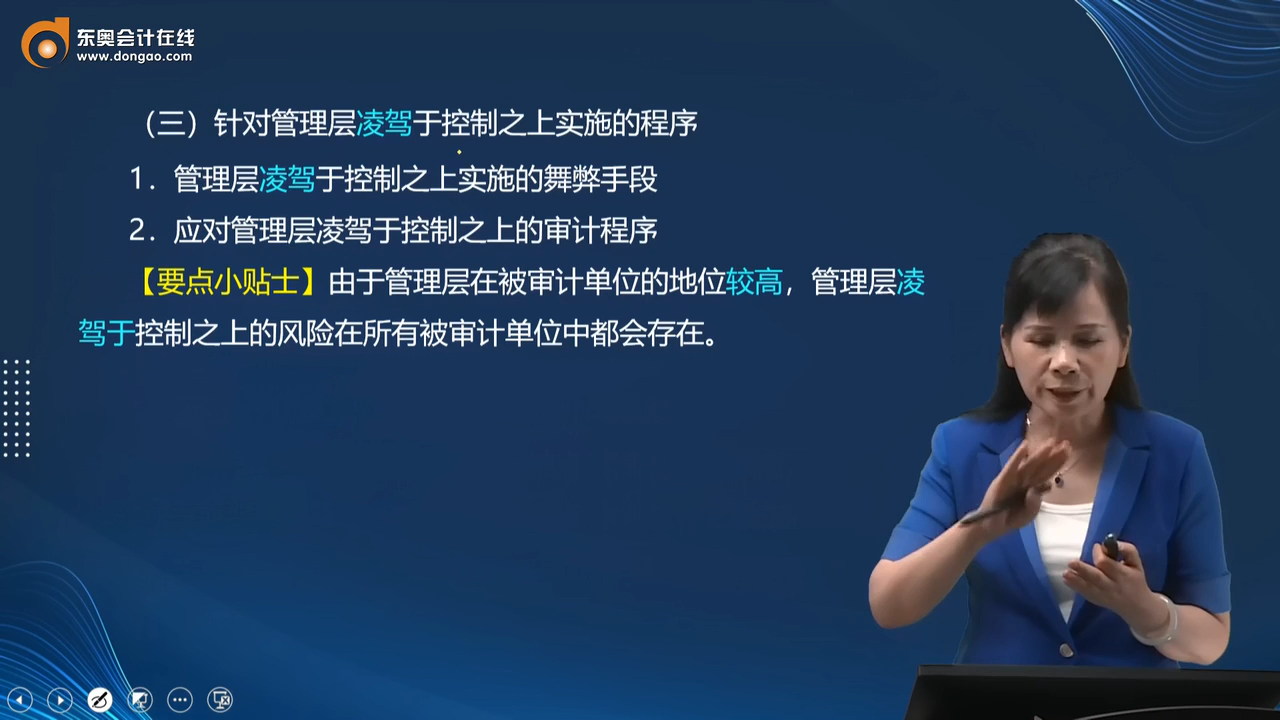 东奥会计在线
www.dongao.com
（三）针对管理层凌驾于控制之上实施的程序
1．管理层凌驾于控制之上实施的舞弊手段
2．应对管理层凌驾于控制之上的审计程序
【要点小贴士】由于管理层在被审计单位的地位较高，管理层凌
驾于控制之上的风险在所有被审计单位中都会存在。